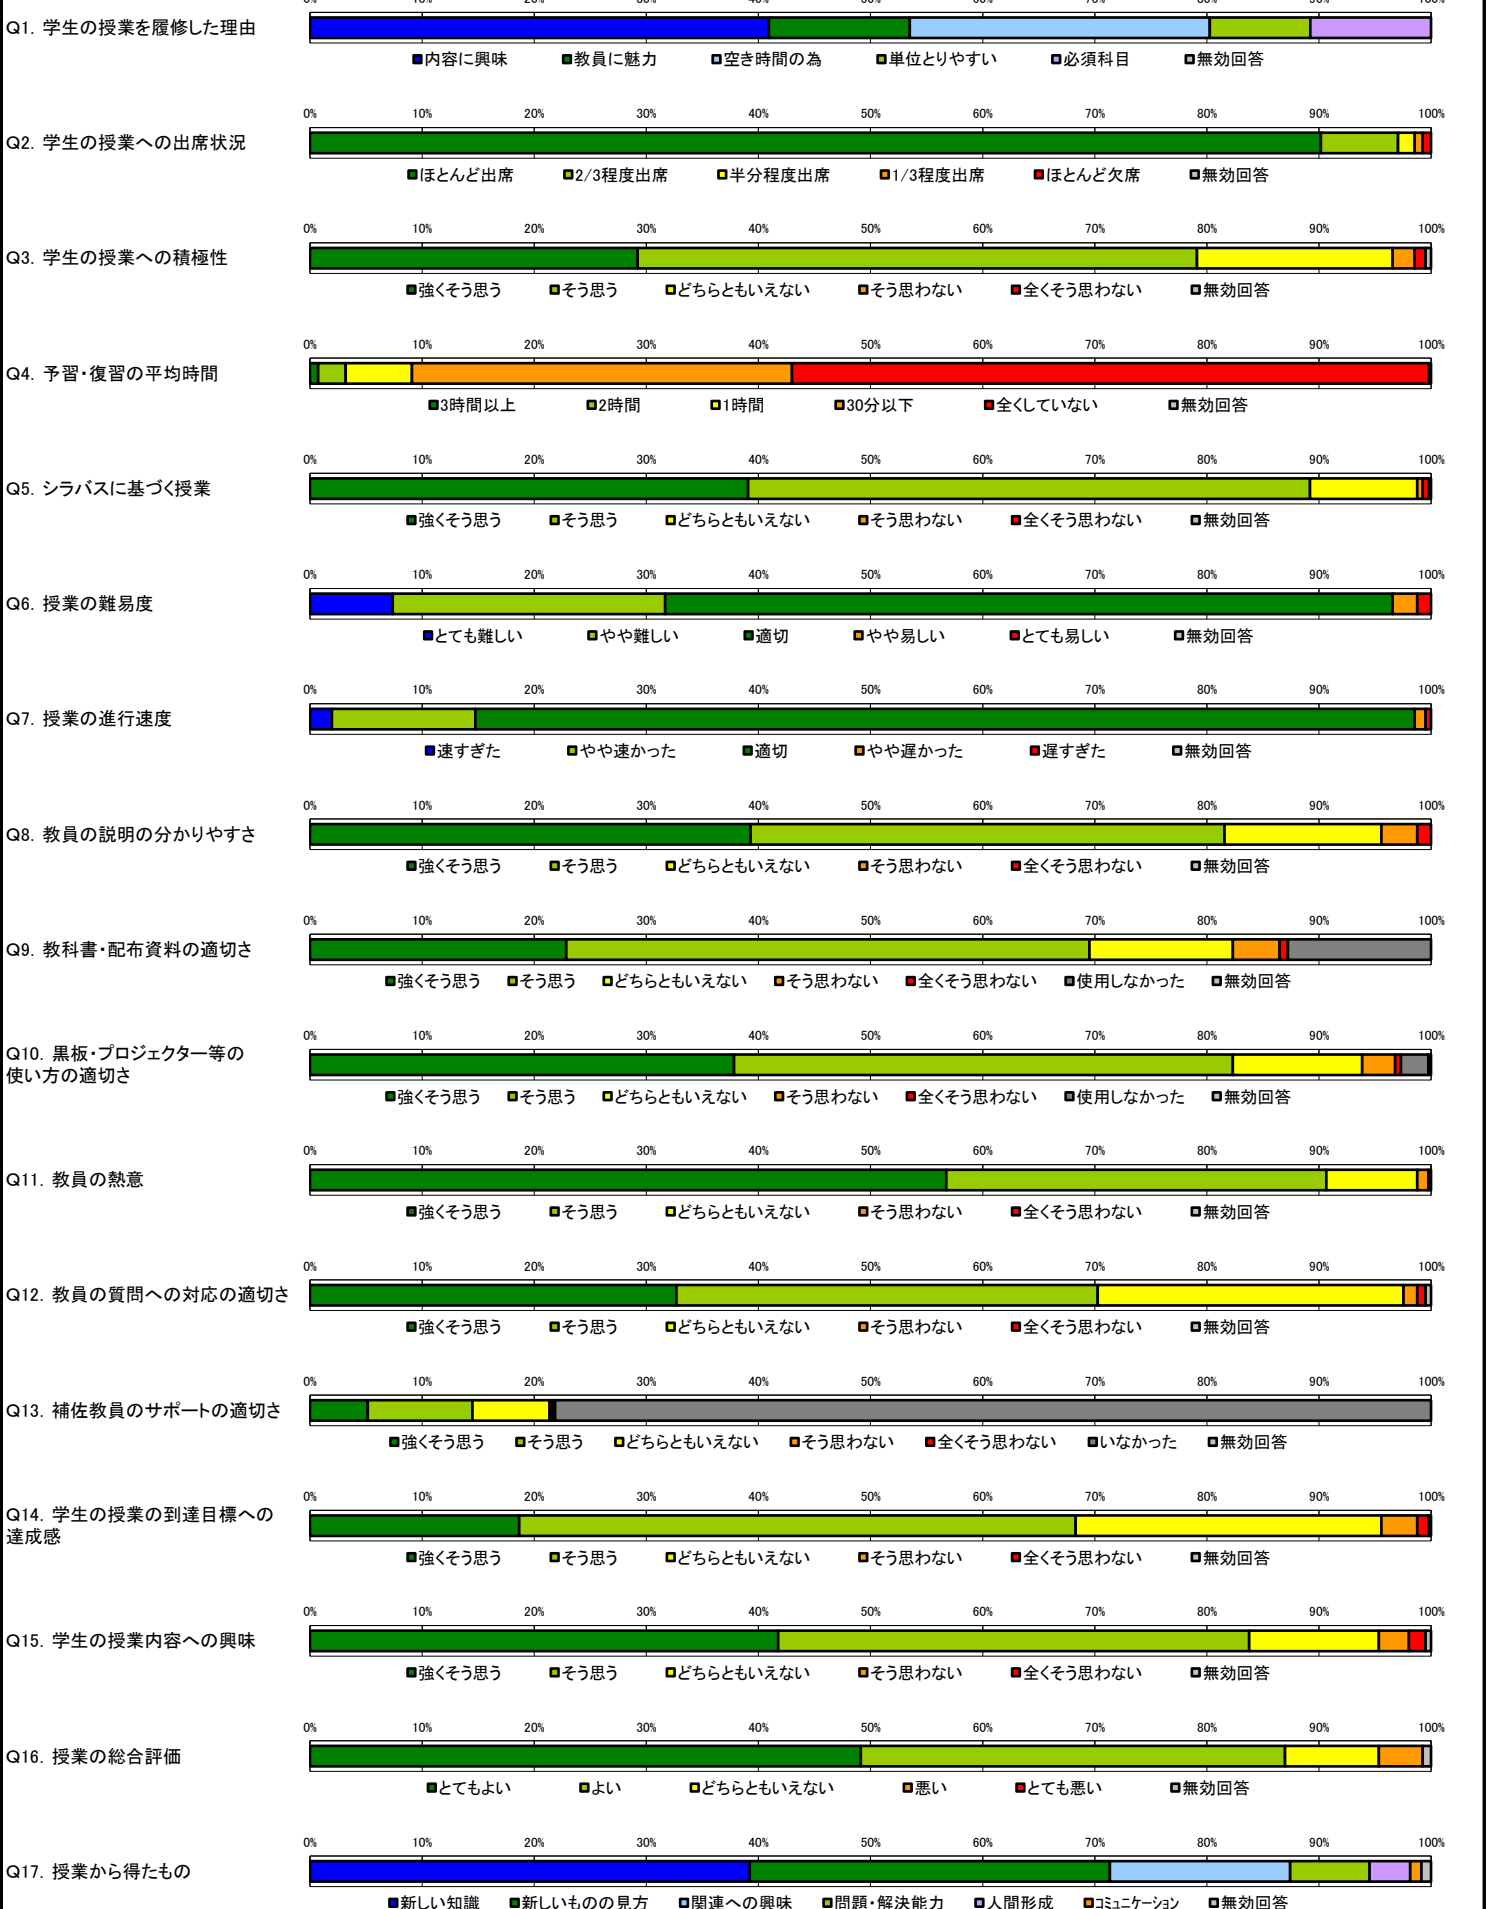 0% 10% 20% 30% 40% 50% 60% 70% 80% 90% 100%
Q1. 学生の授業を履修した理由
内容に興味 教員に魅力 空き時間の為 単位とりやすい 必須科目 無効回答
0% 10% 20% 30% 40% 50% 60% 70% 80% 90% 100%
Q2. 学生の授業への出席状況
ほとんど出席 2/3程度出席 半分程度出席 1/3程度出席 ほとんど欠席 無効回答
0% 10% 20% 30% 40% 50% 60% 70% 80% 90% 100%
Q3. 学生の授業への積極性
強くそう思う そう思う どちらともいえない そう思わない 全くそう思わない 無効回答
0% 10% 20% 30% 40% 50% 60% 70% 80% 90% 100%
Q4. 予習・復習の平均時間
3時間以上 2時間 1時間 30分以下 全くしていない 無効回答
0% 10% 20% 30% 40% 50% 60% 70% 80% 90% 100%
Q5. シラバスに基づく授業
強くそう思う そう思う どちらともいえない そう思わない 全くそう思わない 無効回答
0% 10% 20% 30% 40% 50% 60% 70% 80% 90% 100%
Q6. 授業の難易度
とても難しい やや難しい 適切 やや易しい とても易しい 無効回答
0% 10% 20% 30% 40% 50% 60% 70% 80% 90% 100%
Q7. 授業の進行速度
速すぎた やや速かった 適切 やや遅かった 遅すぎた 無効回答
0% 10% 20% 30% 40% 50% 60% 70% 80% 90% 100%
Q8. 教員の説明の分かりやすさ
強くそう思う そう思う どちらともいえない そう思わない 全くそう思わない 無効回答
0% 10% 20% 30% 40% 50% 60% 70% 80% 90% 100%
Q9. 教科書・配布資料の適切さ
強くそう思う そう思う どちらともいえない そう思わない 全くそう思わない 使用しなかった 無効回答
0% 10% 20% 30% 40% 50% 60% 70% 80% 90% 100%
Q10. 黒板・プロジェクター等の
使い方の適切さ
強くそう思う そう思う どちらともいえない そう思わない 全くそう思わない 使用しなかった 無効回答
0% 10% 20% 30% 40% 50% 60% 70% 80% 90% 100%
Q11. 教員の熱意
強くそう思う そう思う どちらともいえない そう思わない 全くそう思わない 無効回答
0% 10% 20% 30% 40% 50% 60% 70% 80% 90% 100%
Q12. 教員の質問への対応の適切さ
強くそう思う そう思う どちらともいえない そう思わない 全くそう思わない 無効回答
0% 10% 20% 30% 40% 50% 60% 70% 80% 90% 100%
Q13. 補佐教員のサポートの適切さ
強くそう思う そう思う どちらともいえない そう思わない 全くそう思わない いなかった 無効回答
0% 10% 20% 30% 40% 50% 60% 70% 80% 90% 100%
Q14. 学生の授業の到達目標への
達成感
強くそう思う そう思う どちらともいえない そう思わない 全くそう思わない 無効回答
0% 10% 20% 30% 40% 50% 60% 70% 80% 90% 100%
Q15. 学生の授業内容への興味
強くそう思う そう思う どちらともいえない そう思わない 全くそう思わない 無効回答
0% 10% 20% 30% 40% 50% 60% 70% 80% 90% 100%
Q16. 授業の総合評価
とてもよい よい どちらともいえない 悪い とても悪い 無効回答
0% 10% 20% 30% 40% 50% 60% 70% 80% 90% 100%
Q17. 授業から得たもの
新しい知識 新しいものの見方 関連への興味 問題・解決能力 人間形成 ｺﾐｭﾆｹｰｼｮﾝ 無効回答